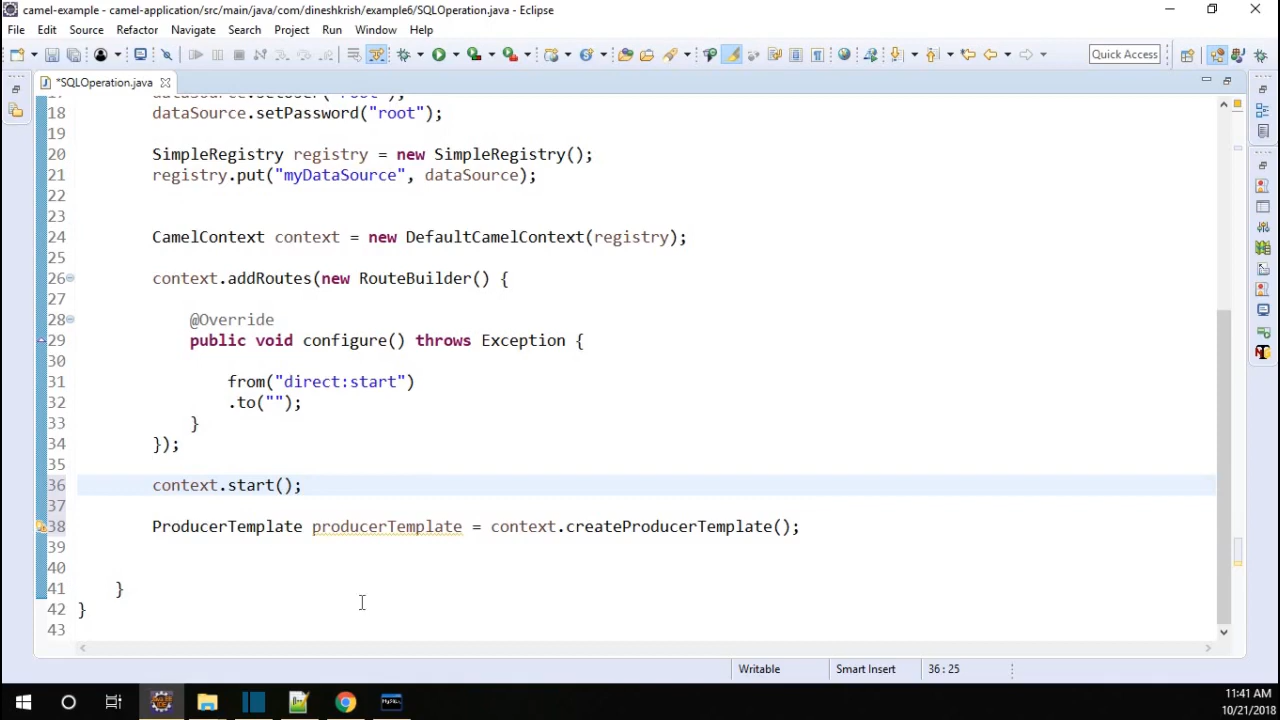 camel-example - camel-application/src/main/java/com/dineshkrish/example6/SQLOperation.java - Eclipse
File Edit Source Refactor Navigate Search Project Run Window Help
Quick Access
*SQLOperation.java
18 dataSource.setPassword("root");
19
20 SimpleRegistry registry = new SimpleRegistry();
21 registry.put("myDataSource", dataSource);
22
23
24 CamelContext context = new DefaultCamelContext(registry);
25
26 context.addRoutes(new RouteBuilder() {
27
28 @Override
29 public void configure() throws Exception {
30
31 from("direct:start")
32 .to("");
33 }
34 });
35
36 context.start();
37
38 ProducerTemplate producerTemplate = context.createProducerTemplate();
39
40
41 }
42 }
43
Writable Smart Insert 36 : 25
11:41 AM
10/21/2018